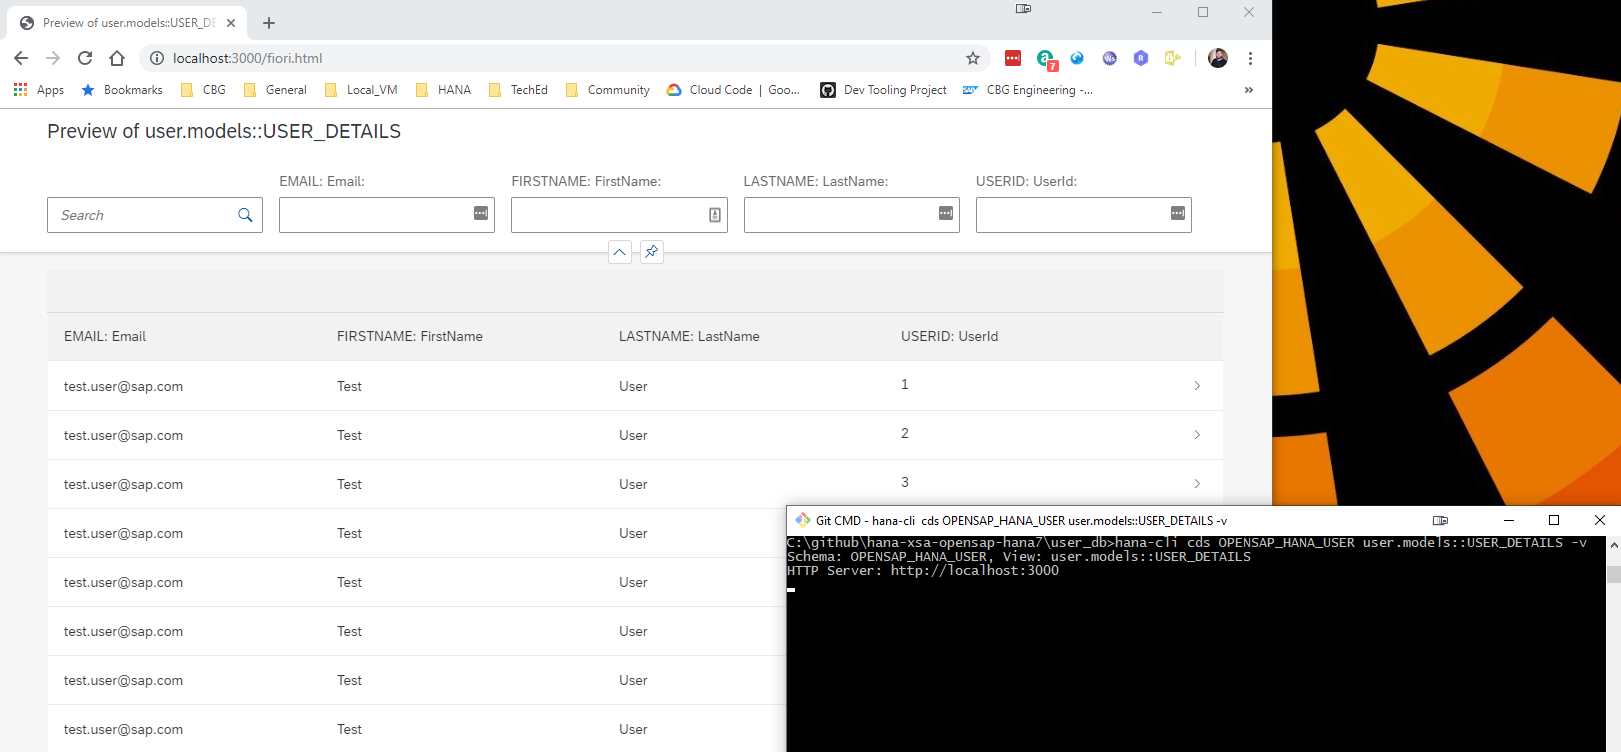 Preview of user.models::USER_DE
localhost:3000/fiori.html
7
Apps Bookmarks CBG General Local_VM HANA TechEd Community Cloud Code | Goo... Dev Tooling Project CBG Engineering -... »
Preview of user.models::USER_DETAILS
EMAIL: Email: FIRSTNAME: FirstName: LASTNAME: LastName: USERID: UserId:
Search
EMAIL: Email FIRSTNAME: FirstName LASTNAME: LastName USERID: UserId
test.user@sap.com Test User 1
test.user@sap.com Test User 2
test.user@sap.com Test User 3
test.user@sap.com Test User
test.user@sap.com Test User
test.user@sap.com Test User
test.user@sap.com Test User
test.user@sap.com Test User
Git CMD - hana-cli cds OPENSAP_HANA_USER user.models::USER_DETAILS -v
C:\github\hana-xsa-opensap-hana7\user_db>hana-cli cds OPENSAP_HANA_USER user.models::USER_DETAILS -v
Schema: OPENSAP_HANA_USER, View: user.models::USER_DETAILS
HTTP Server: http://localhost:3000